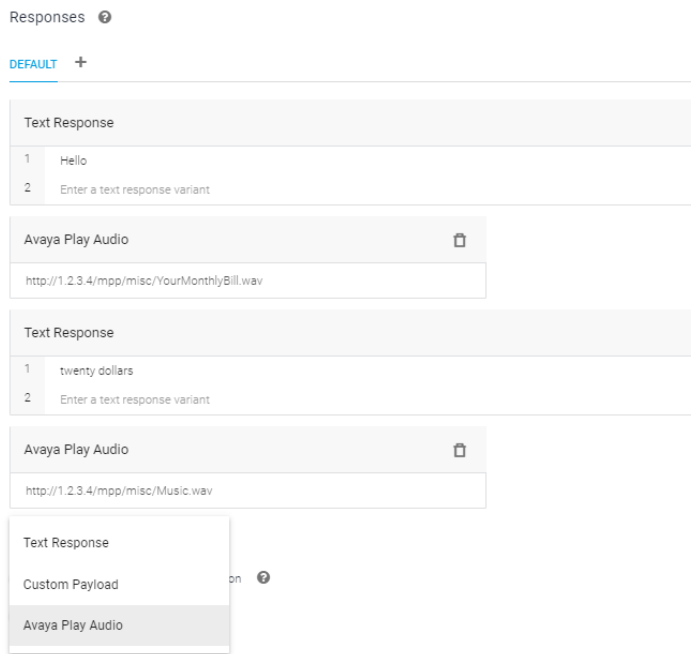 Responses ?
DEFAULT +
Text Response
1 Hello
2 Enter a text response variant
Avaya Play Audio
http://1.2.3.4/mpp/misc/YourMonthlyBill.wav
Text Response
1 twenty dollars
2 Enter a text response variant
Avaya Play Audio
http://1.2.3.4/mpp/misc/Music.wav
Text Response
on ?
Custom Payload
Avaya Play Audio